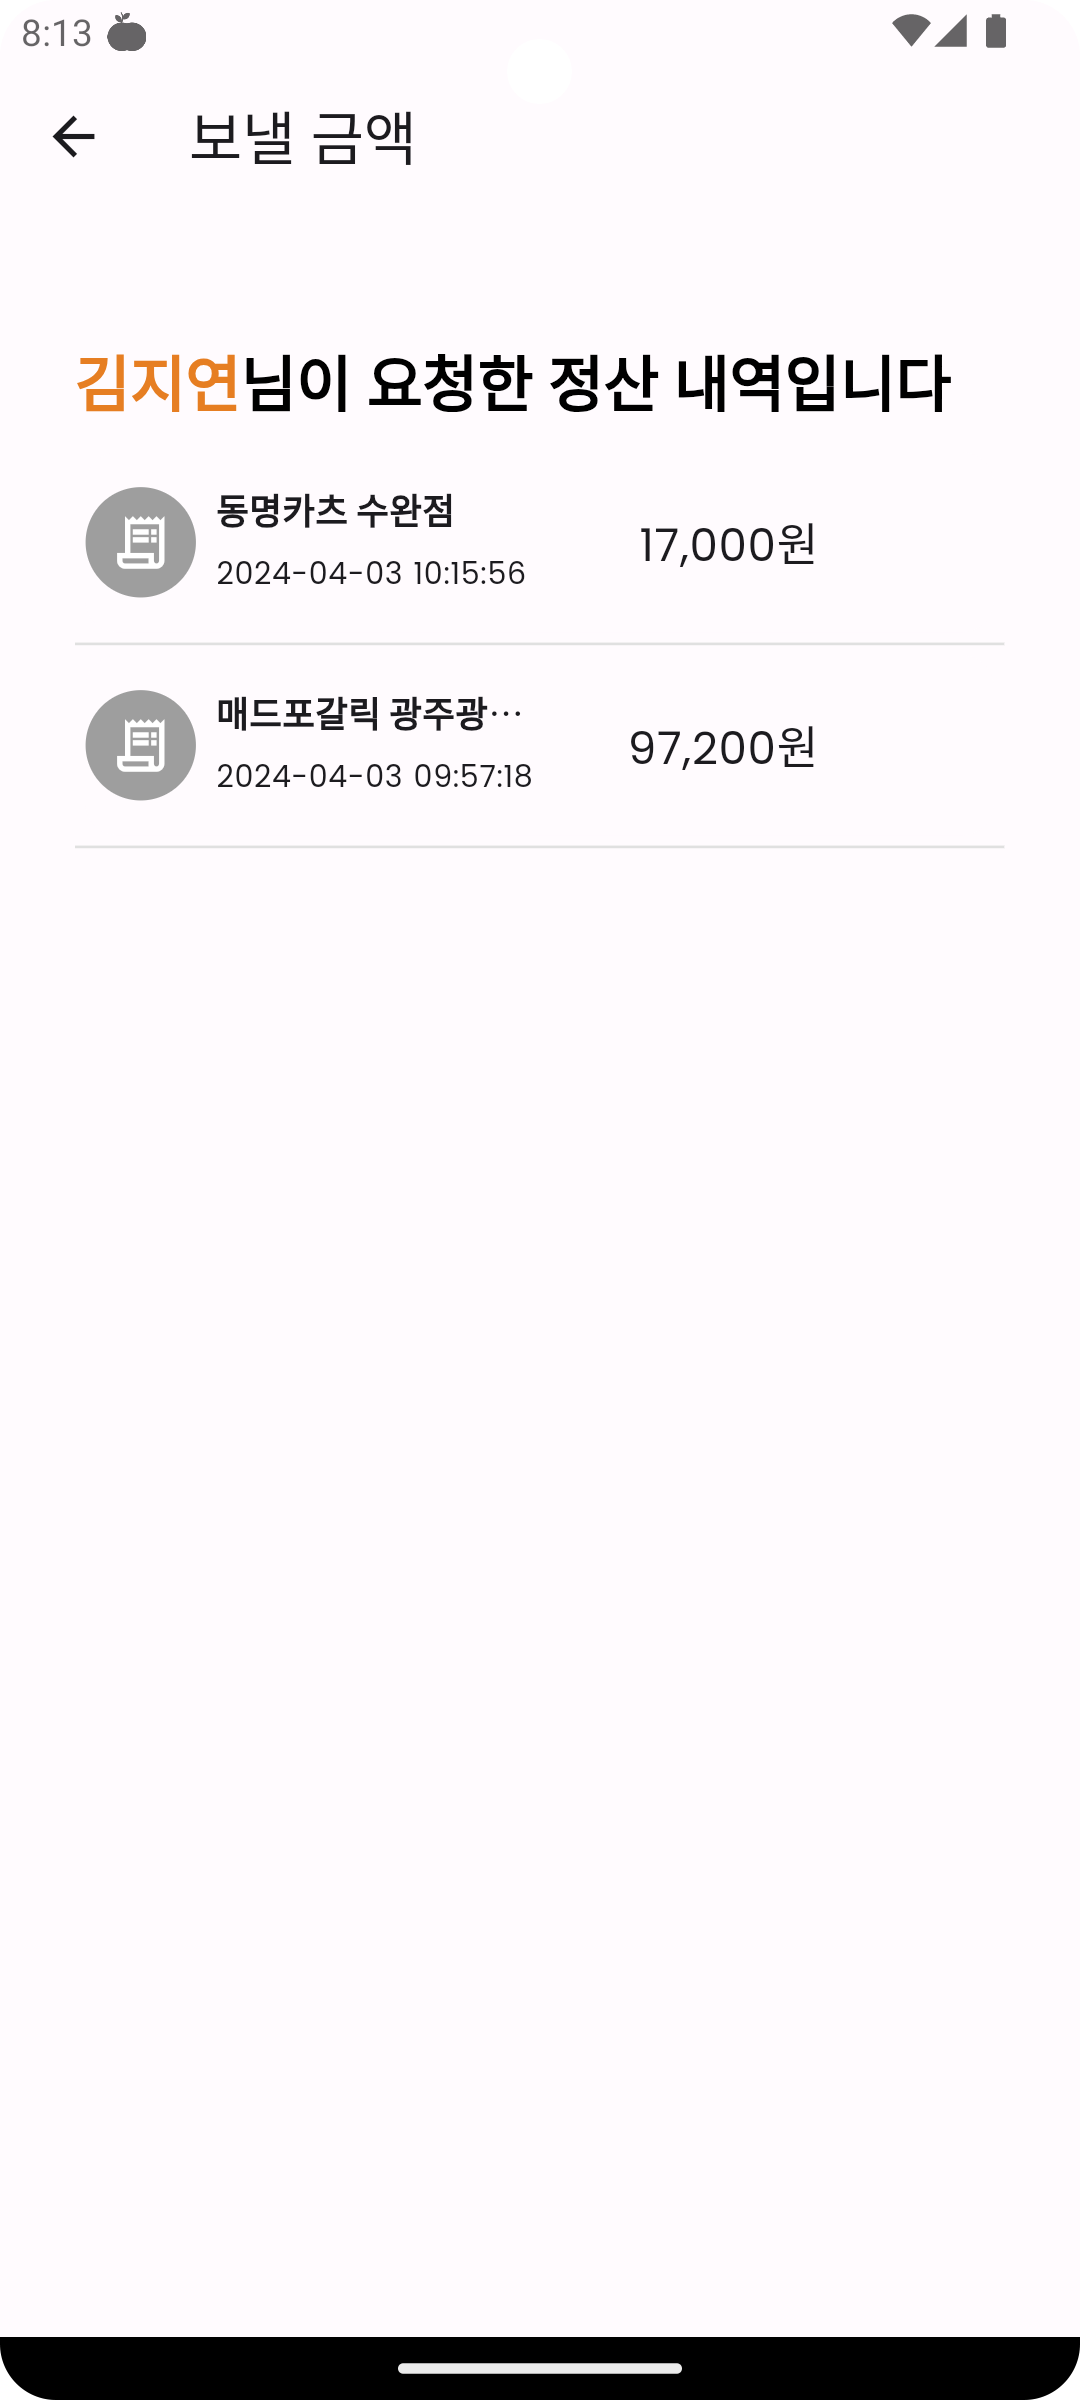 8:13
보낼 금액
김지연님이 요청한 정산 내역입니다
동명카츠 수완점
2024-04-03 10:15:56
17,000원
매드포갈릭 광주광…
2024-04-03 09:57:18
97,200원